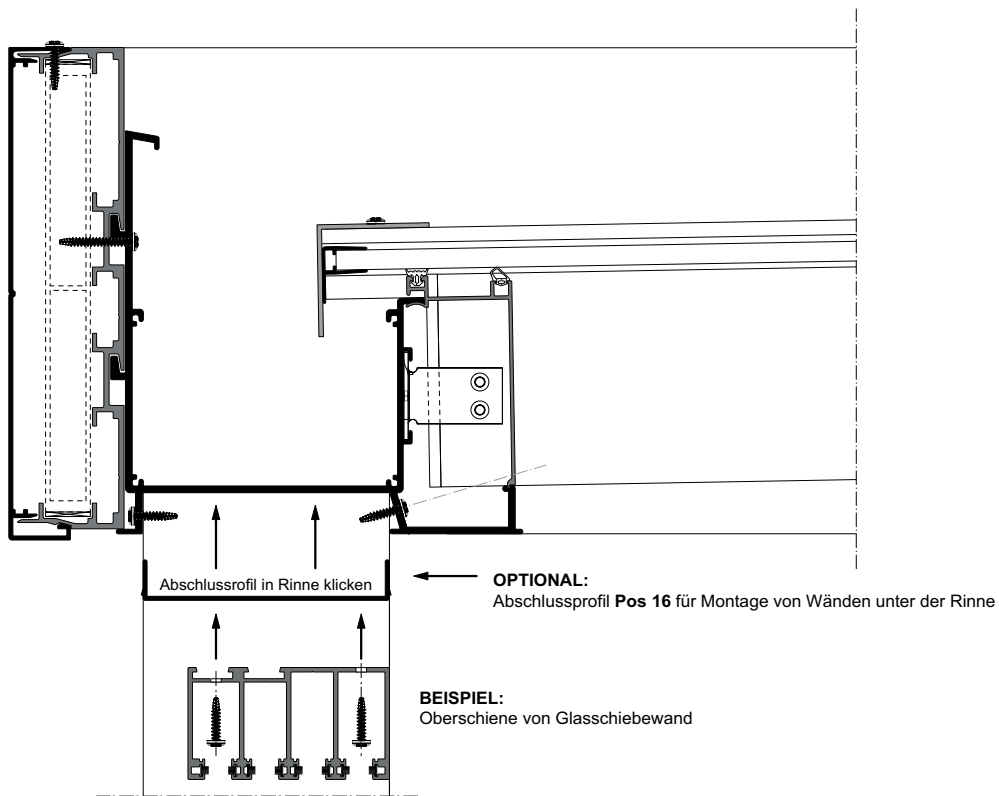 Abschlussrofil in Rinne klicken
OPTIONAL:
Abschlussprofil Pos 16 für Montage von Wänden unter der Rinne
BEISPIEL:
Oberschiene von Glasschiebewand